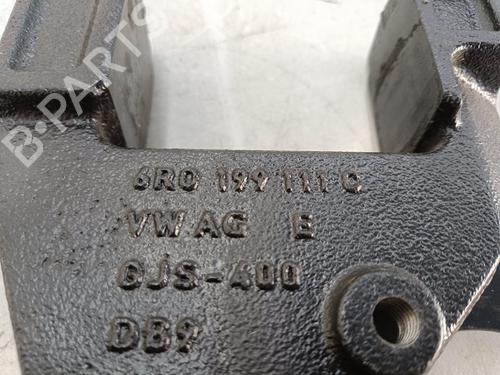 B-PARTS
6R0 199 111 C
VW AG E
GJS-400
DB9